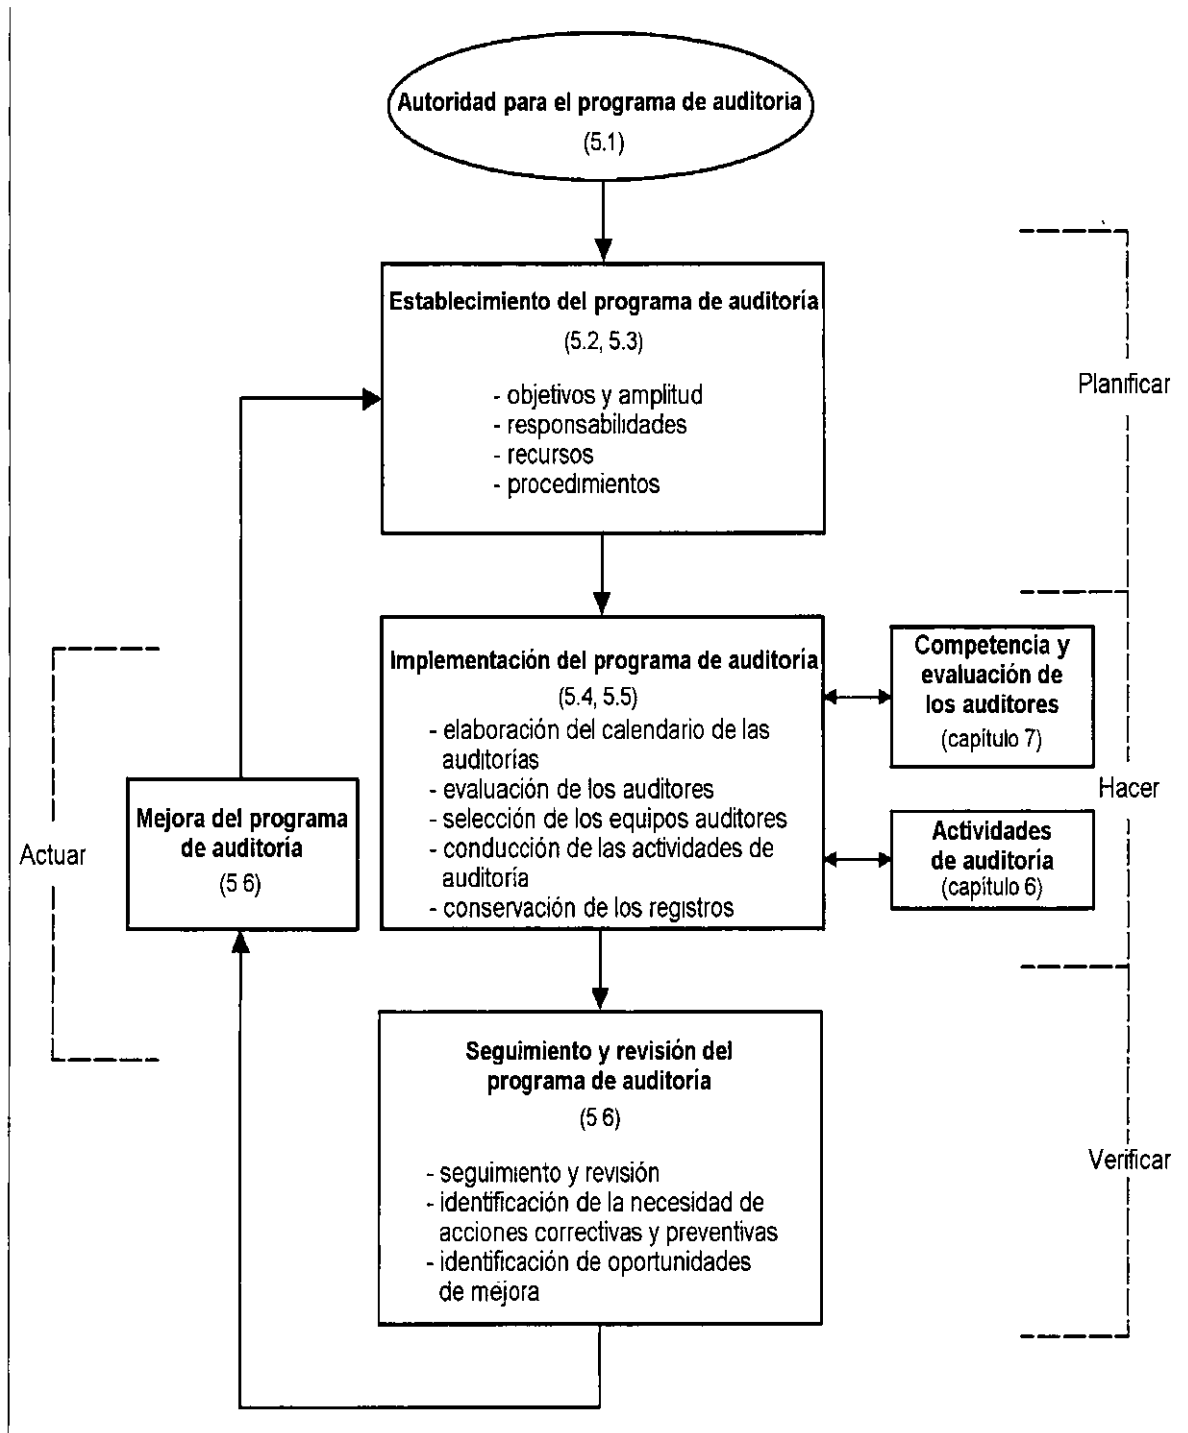 Autoridad para el programa de auditoria
(5.1)
Establecimiento del programa de auditoría
(5.2, 5.3)
- objetivos y amplitud
- responsabilidades
- recursos
- procedimientos
Planificar
Implementación del programa de auditoría
(5.4, 5.5)
- elaboración del calendario de las
auditorías
- evaluación de los auditores
- selección de los equipos auditores
- conducción de las actividades de
auditoría
- conservación de los registros
Competencia y
evaluación de
los auditores
(capítulo 7)
Hacer
Actividades
de auditoría
(capítulo 6)
Mejora del programa
de auditoría
(5 6)
Actuar
Seguimiento y revisión del
programa de auditoría
(5 6)
- seguimiento y revisión
- identificación de la necesidad de
acciones correctivas y preventivas
- identificación de oportunidades
de mejora
Verificar